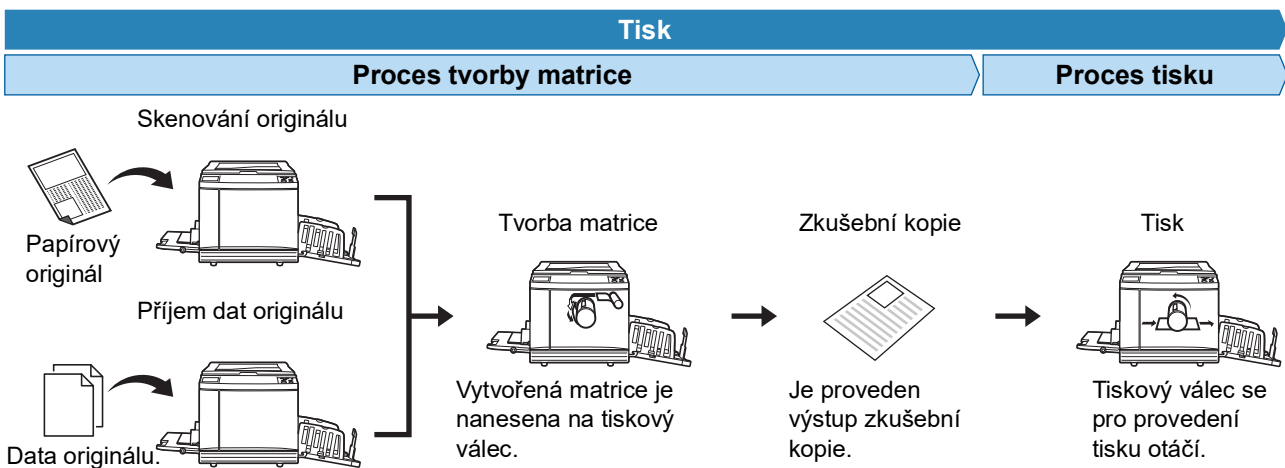 Tisk
Proces tvorby matrice
Proces tisku
Skenování originálu
Papírový
originál
Příjem dat originálu
Data originálu.
Tvorba matrice
Vytvořená matrice je
nanesena na tiskový
válec.
Zkušební kopie
Je proveden
výstup zkušební
kopie.
Tisk
Tiskový válec se
pro provedení
tisku otáčí.